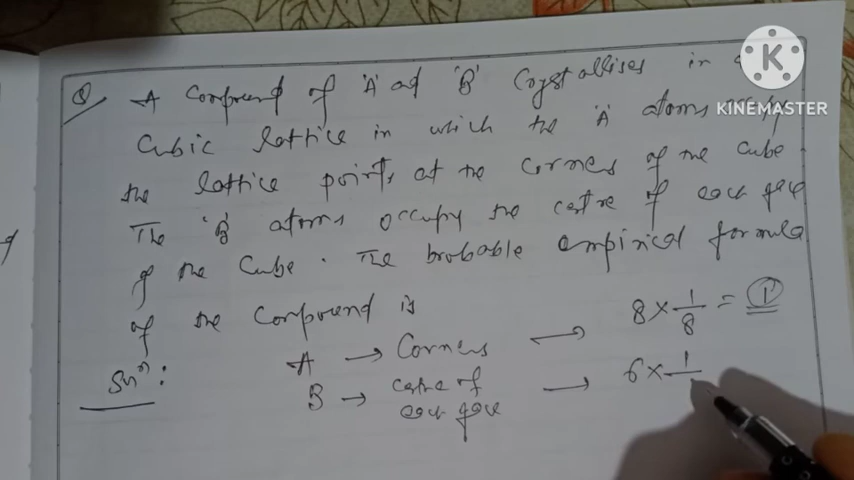 Q A compound of 'A' ad 'B' crystallises in a
KINEMASTER
Cubic lattice in which the 'A' atoms occupy
the lattice points at the corners of the cube.
The 'B' atoms occupy the centre of each face
of the cube. The probable empirical formula
of the compound is
Sn: A → Corners → 8 × 1/8 = 1
B → centre of each face → 6 × 1/